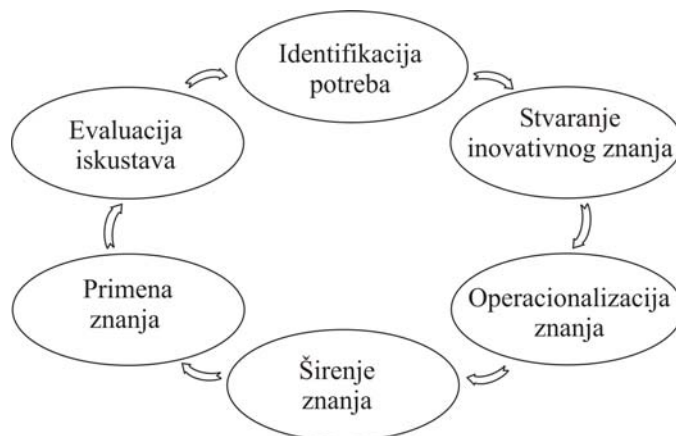 Identifikacija
potreba
Stvaranje
inovativnog znanja
Operacionalizacija
znanja
Širenje
znanja
Primena
znanja
Evaluacija
iskustava